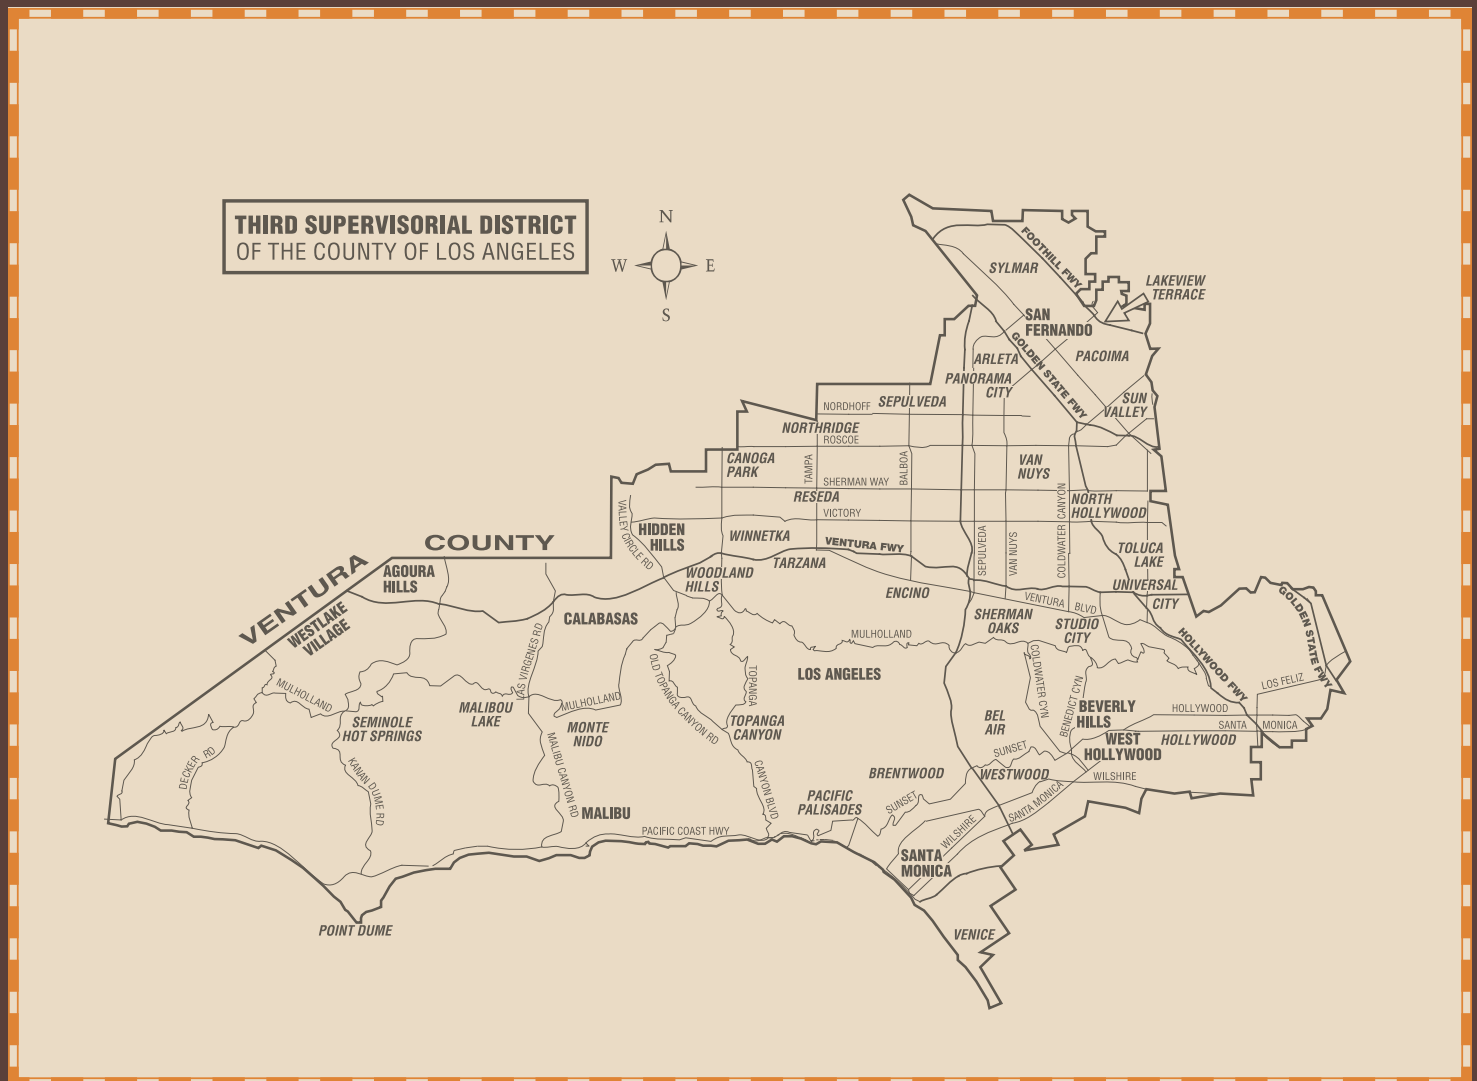 THIRD SUPERVISORIAL DISTRICT
OF THE COUNTY OF LOS ANGELES
N
W
E
S
FOOTHILL FWY
SYLMAR
LAKEVIEW
TERRACE
SAN
FERNANDO
GOLDEN STATE FWY
ARLETA
PACOIMA
PANORAMA
CITY
SUN
VALLEY
NORDHOFF
SEPULVEDA
NORTHRIDGE
ROSCOE
CANOGA
PARK
TAMPA
BALBOA
VAN
NUYS
SHERMAN WAY
RESEDA
NORTH
HOLLYWOOD
COLDWATER CANYON
VICTORY
VALLEY CIRCLE RD
HIDDEN
HILLS
WINNETKA
VENTURA FWY
SEPULVEDA
VAN NUYS
TOLUCA
LAKE
VENTURA
COUNTY
AGOURA
HILLS
WESTLAKE
VILLAGE
WOODLAND
HILLS
TARZANA
ENCINO
UNIVERSAL
CITY
VENTURA BLVD
CALABASAS
SHERMAN
OAKS
STUDIO
CITY
GOLDEN STATE FWY
HOLLYWOOD FWY
MULHOLLAND
LAS VIRGENES RD
OLD TOPANGA CANYON RD
TOPANGA
LOS ANGELES
COLDWATER CYN
BENEDICT CYN
LOS FELIZ
MULHOLLAND
MALIBOU
LAKE
MULHOLLAND
MONTE
NIDO
SEMINOLE
HOT SPRINGS
TOPANGA
CANYON
BEL
AIR
BEVERLY
HILLS
HOLLYWOOD
SANTA MONICA
WEST
HOLLYWOOD
HOLLYWOOD
DECKER RD
KANAN DUME RD
MALIBU CANYON RD
CANYON BLVD
SUNSET
BRENTWOOD
WESTWOOD
WILSHIRE
PACIFIC
PALISADES
SUNSET
SANTA MONICA
MALIBU
PACIFIC COAST HWY
WILSHIRE
SANTA
MONICA
POINT DUME
VENICE